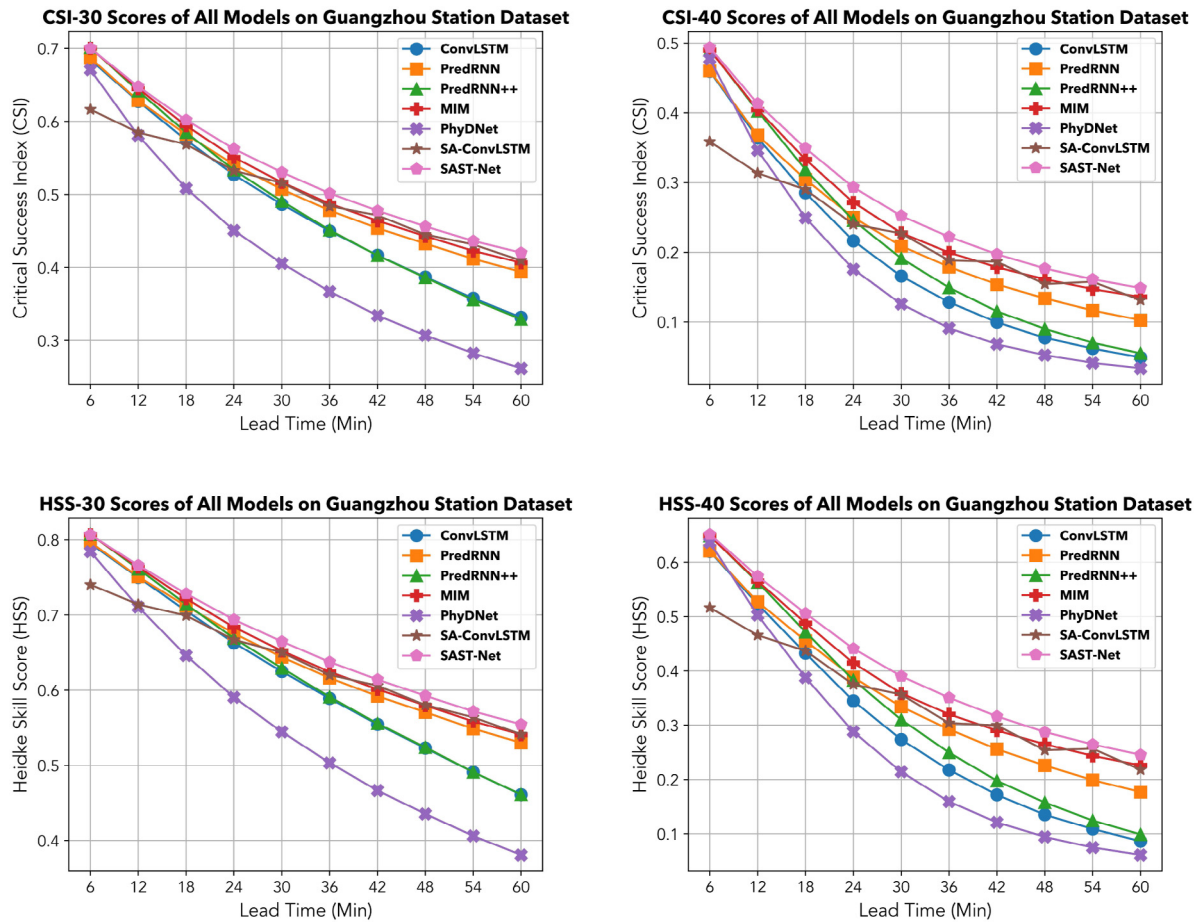 CSI-30 Scores of All Models on Guangzhou Station Dataset
Critical Success Index (CSI)
0.7
0.6
0.5
0.4
0.3
ConvLSTM
PredRNN
PredRNN++
MIM
PhyDNet
SA-ConvLSTM
SAST-Net
6 12 18 24 30 36 42 48 54 60
Lead Time (Min)
CSI-40 Scores of All Models on Guangzhou Station Dataset
Critical Success Index (CSI)
0.5
0.4
0.3
0.2
0.1
ConvLSTM
PredRNN
PredRNN++
MIM
PhyDNet
SA-ConvLSTM
SAST-Net
6 12 18 24 30 36 42 48 54 60
Lead Time (Min)
HSS-30 Scores of All Models on Guangzhou Station Dataset
Heidke Skill Score (HSS)
0.8
0.7
0.6
0.5
0.4
ConvLSTM
PredRNN
PredRNN++
MIM
PhyDNet
SA-ConvLSTM
SAST-Net
6 12 18 24 30 36 42 48 54 60
Lead Time (Min)
HSS-40 Scores of All Models on Guangzhou Station Dataset
Heidke Skill Score (HSS)
0.6
0.5
0.4
0.3
0.2
0.1
ConvLSTM
PredRNN
PredRNN++
MIM
PhyDNet
SA-ConvLSTM
SAST-Net
6 12 18 24 30 36 42 48 54 60
Lead Time (Min)